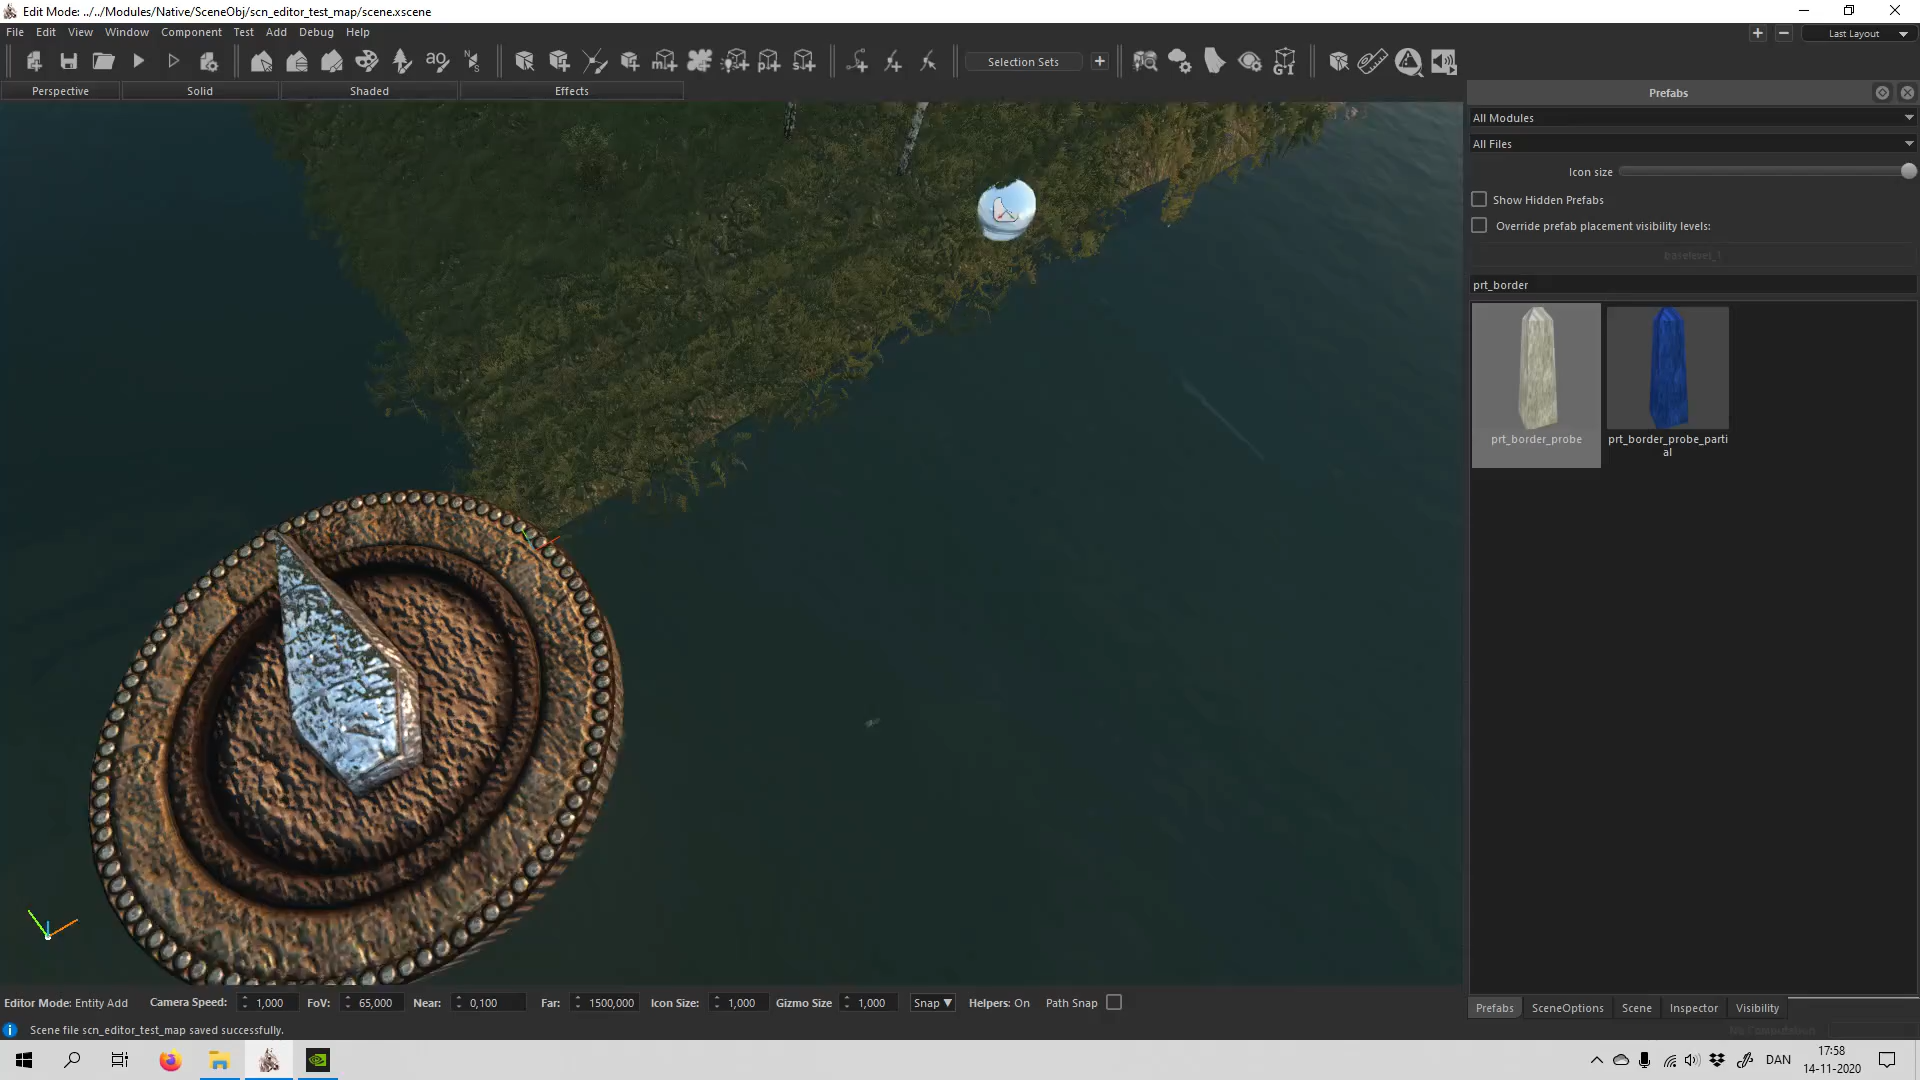 Edit Mode: ../../Modules/Native/SceneObj/scn_editor_test_map/scene.xscene
File Edit View Window Component Test Add Debug Help
Last Layout
Selection Sets
Perspective Solid Shaded Effects
Prefabs
All Modules
All Files
Icon size
Show Hidden Prefabs
Override prefab placement visibility levels:
baselevel_1
prt_border
prt_border_probe
prt_border_probe_parti
al
Editor Mode: Entity Add Camera Speed: 1,000 FoV: 65,000 Near: 0,100 Far: 1500,000 Icon Size: 1,000 Gizmo Size 1,000 Snap Helpers: On Path Snap
Prefabs SceneOptions Scene Inspector Visibility
Scene file scn_editor_test_map saved successfully.
DAN
17:58
14-11-2020